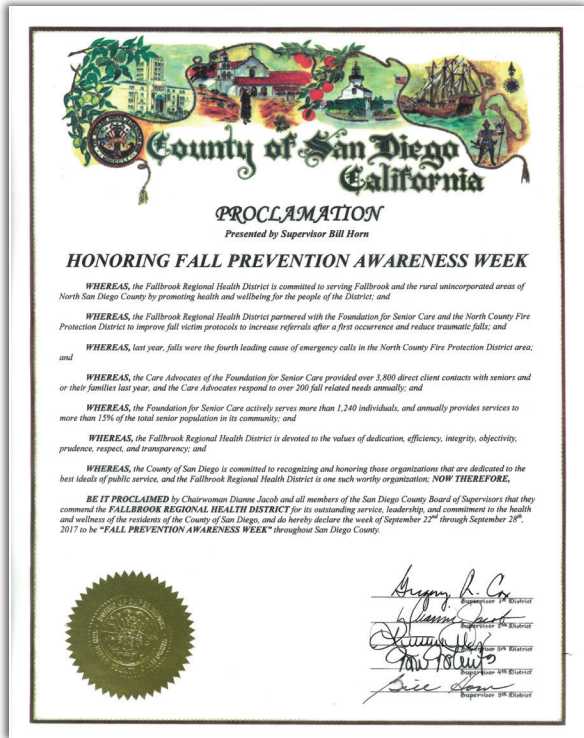 County of San Diego
California
PROCLAMATION
Presented by Supervisor Bill Horn
HONORING FALL PREVENTION AWARENESS WEEK
WHEREAS, the Fallbrook Regional Health District is committed to serving Fallbrook and the rural unincorporated areas of
North San Diego County by promoting health and wellbeing for the people of the District; and
WHEREAS, the Fallbrook Regional Health District partnered with the Foundation for Senior Care and the North County Fire
Protection District to improve fall victim protocols to increase referrals after a first occurrence and reduce traumatic falls; and
WHEREAS, last year, falls were the fourth leading cause of emergency calls in the North County Fire Protection District area;
and
WHEREAS, the Care Advocates of the Foundation for Senior Care provided over 3,800 direct client contacts with seniors and
or their families last year, and the Care Advocates respond to over 200 fall related needs annually; and
WHEREAS, the Foundation for Senior Care actively serves more than 1,240 individuals, and annually provides services to
more than 15% of the total senior population in its community; and
WHEREAS, the Fallbrook Regional Health District is devoted to the values of dedication, efficiency, integrity, objectivity,
prudence, respect, and transparency; and
WHEREAS, the County of San Diego is committed to recognizing and honoring those organizations that are dedicated to the
best ideals of public service, and the Fallbrook Regional Health District is one such worthy organization; NOW THEREFORE,
BE IT PROCLAIMED by Chairwoman Dianne Jacob and all members of the San Diego County Board of Supervisors that they
commend the FALLBROOK REGIONAL HEALTH DISTRICT for its outstanding service, leadership, and commitment to the health
and wellness of the residents of the County of San Diego, and do hereby declare the week of September 22nd through September 28th,
2017 to be "FALL PREVENTION AWARENESS WEEK" throughout San Diego County.
Gregory R. Cox
Supervisor 1st District
Dianne Jacob
Supervisor 2nd District
Supervisor 3rd District
Supervisor 4th District
Bill Horn
Supervisor 5th District